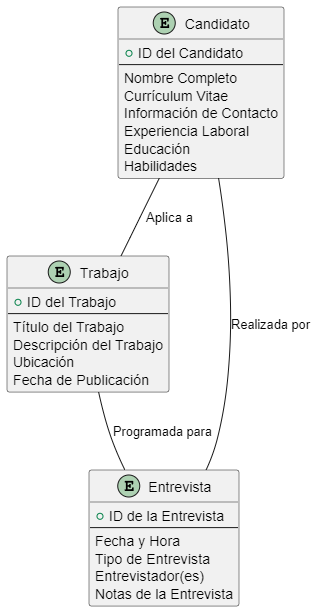 E Candidato
ID del Candidato
Nombre Completo
Currículum Vitae
Información de Contacto
Experiencia Laboral
Educación
Habilidades
Aplica a
E Trabajo
ID del Trabajo
Título del Trabajo
Descripción del Trabajo
Ubicación
Fecha de Publicación
Realizada por
Programada para
E Entrevista
ID de la Entrevista
Fecha y Hora
Tipo de Entrevista
Entrevistador(es)
Notas de la Entrevista